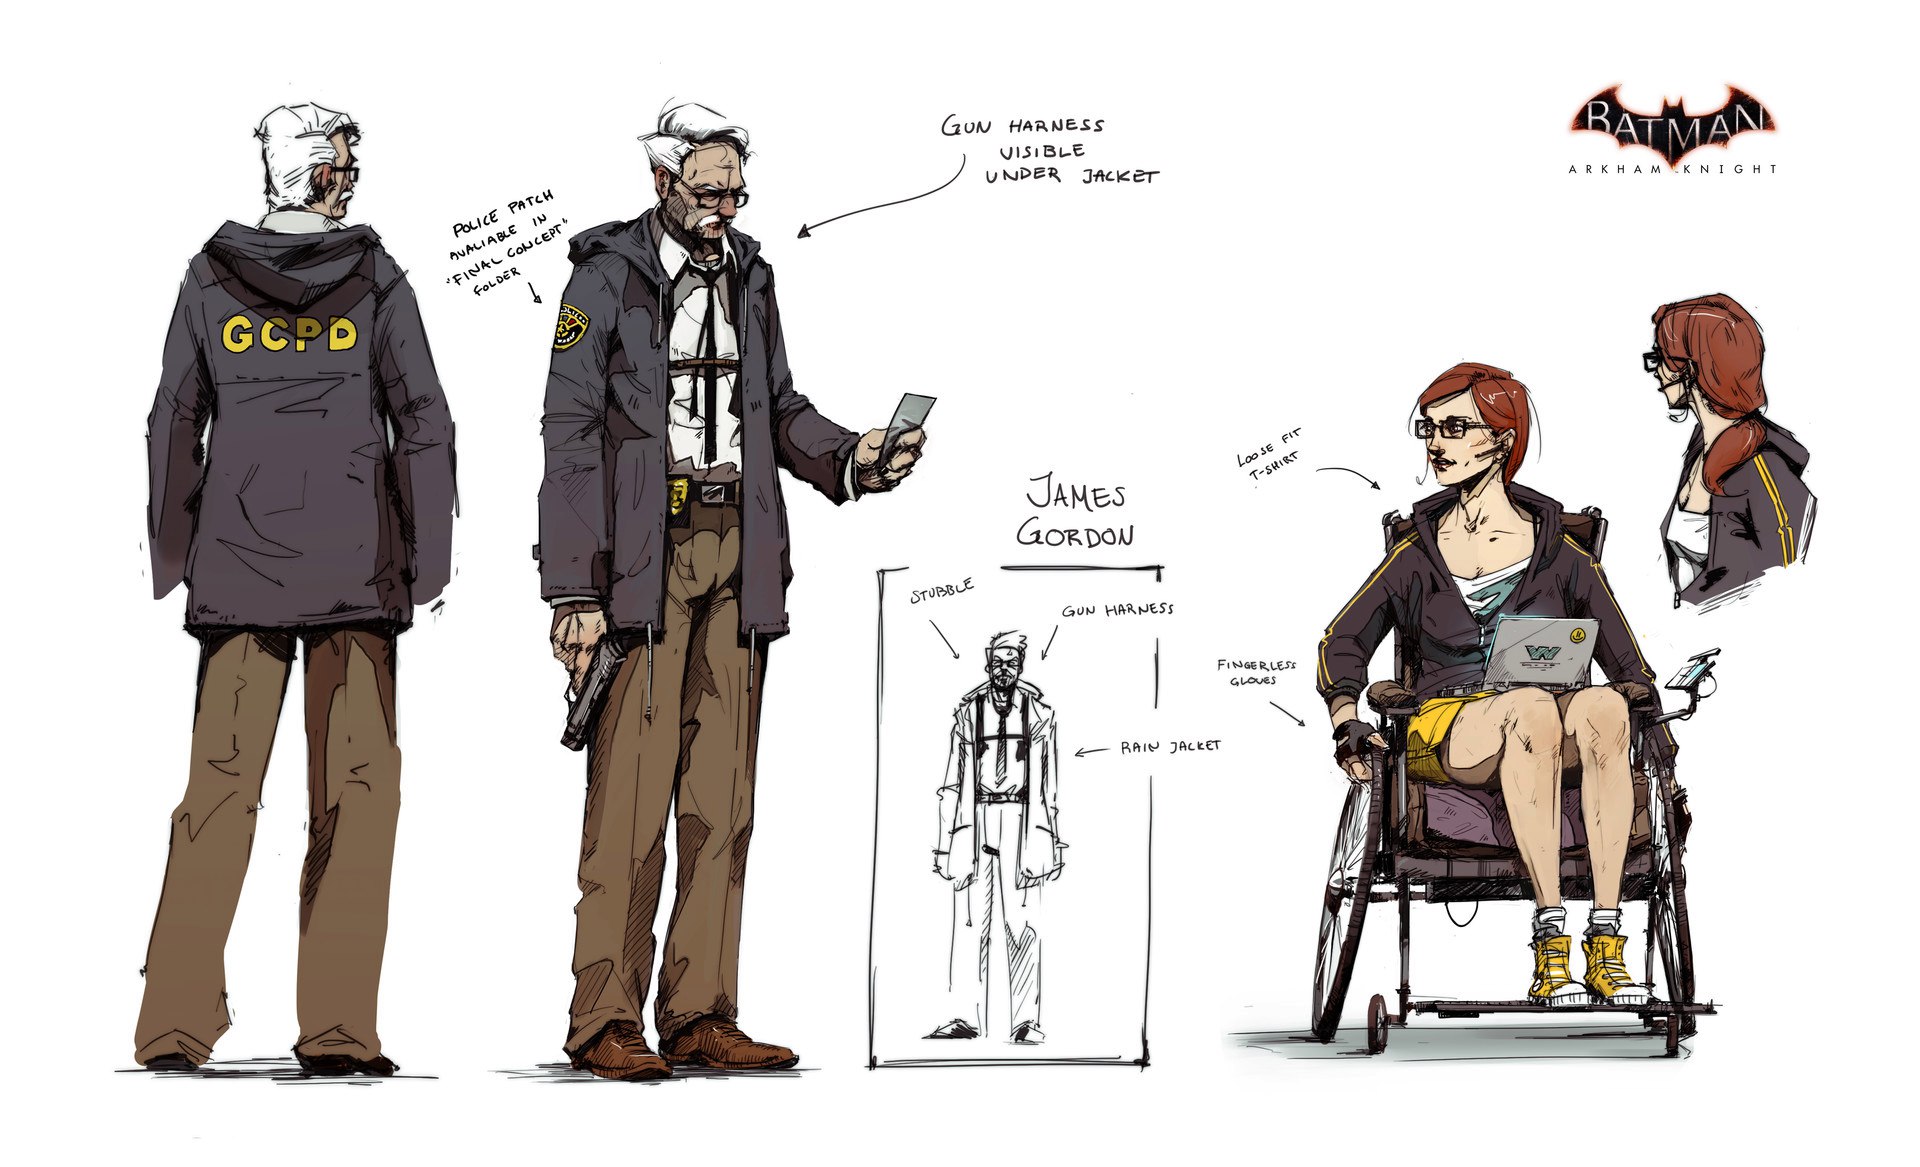 BATMAN
ARKHAM KNIGHT
GUN HARNESS
VISIBLE
UNDER JACKET
POLICE PATCH
AVALIABLE IN
"FINAL CONCEPT"
FOLDER
GCPD
JAMES
GORDON
STUBBLE
GUN HARNESS
RAIN JACKET
LOOSE FIT
T-SHIRT
FINGERLESS
GLOVES
W